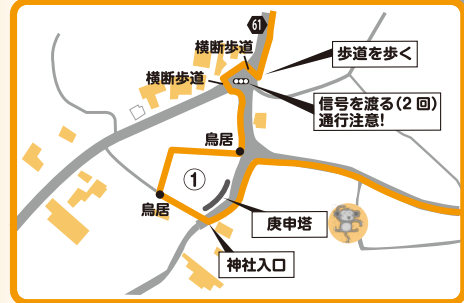 61
横断歩道
歩道を歩く
横断歩道
信号を渡る(2回)
通行注意!
鳥居
①
鳥居
庚申塔
神社入口